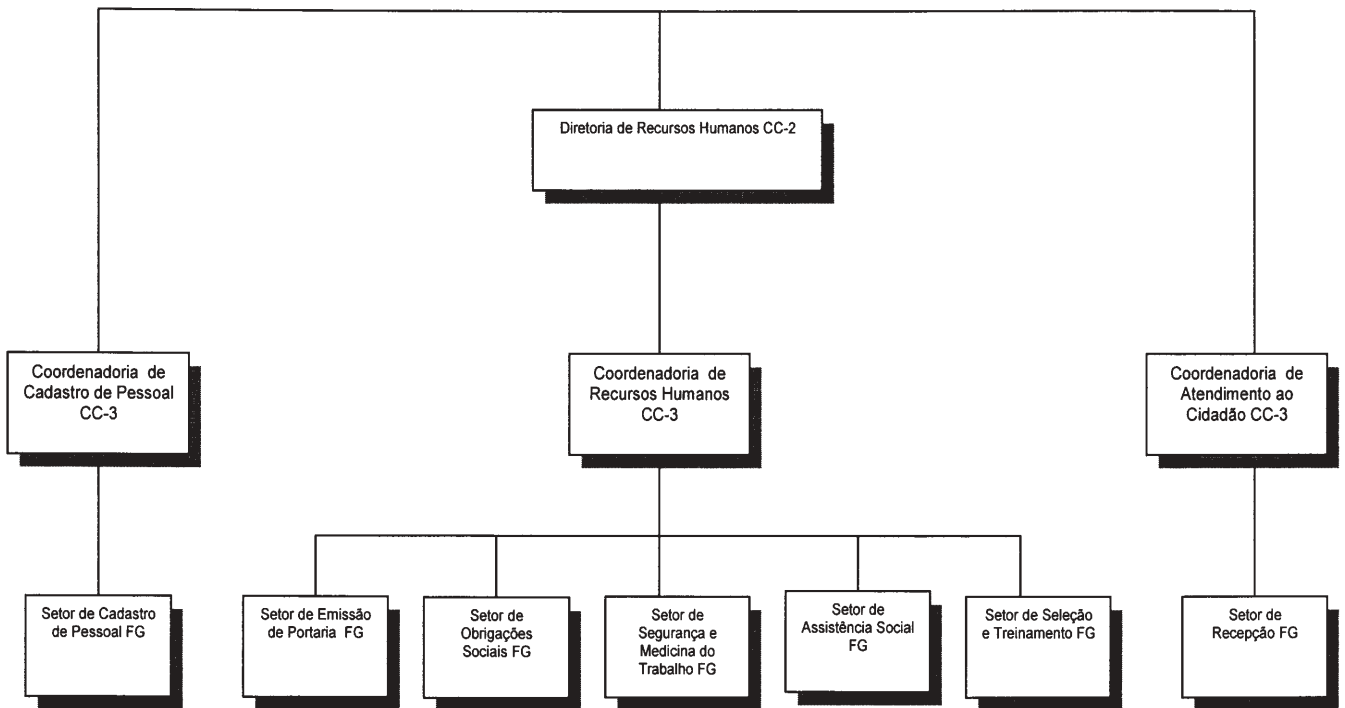 Diretoria de Recursos Humanos CC-2
Coordenadoria de
Cadastro de Pessoal
CC-3
Coordenadoria de
Recursos Humanos
CC-3
Coordenadoria de
Atendimento ao
Cidadão CC-3
Setor de Cadastro
de Pessoal FG
Setor de Emissão
de Portaria FG
Setor de
Obrigações
Sociais FG
Setor de
Segurança e
Medicina do
Trabalho FG
Setor de
Assistência Social
FG
Setor de Seleção
e Treinamento FG
Setor de
Recepção FG